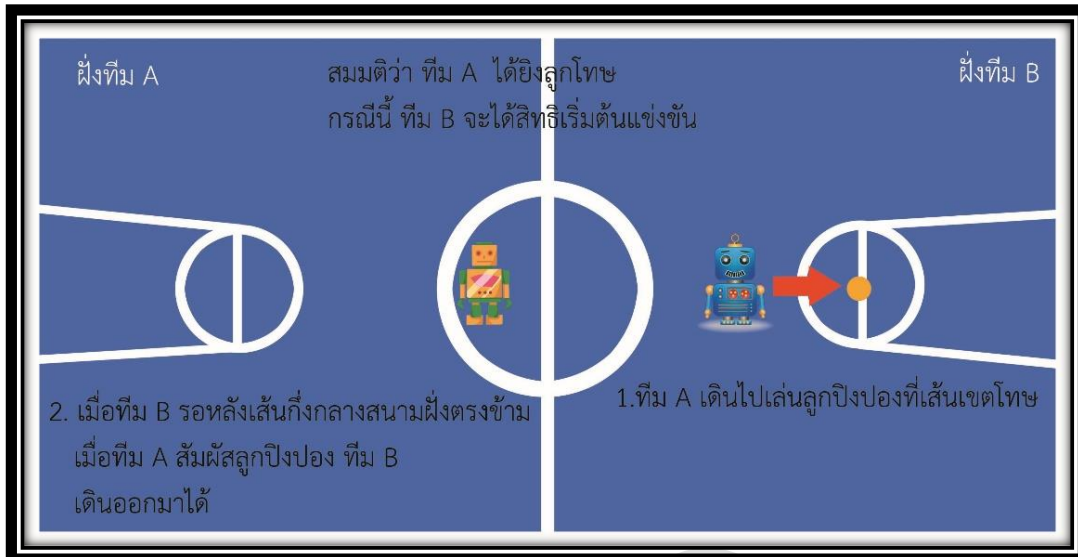 ฝั่งทีม A
สมมติว่า ทีม A ได้ยิงลูกโทษ
กรณีนี้ ทีม B จะได้สิทธิเริ่มต้นแข่งขัน
ฝั่งทีม B
1.ทีม A เดินไปเล่นลูกปิงปองที่เส้นเขตโทษ
2. เมื่อทีม B รอหลังเส้นกึ่งกลางสนามฝั่งตรงข้าม
เมื่อทีม A สัมผัสลูกปิงปอง ทีม B
เดินออกมาได้